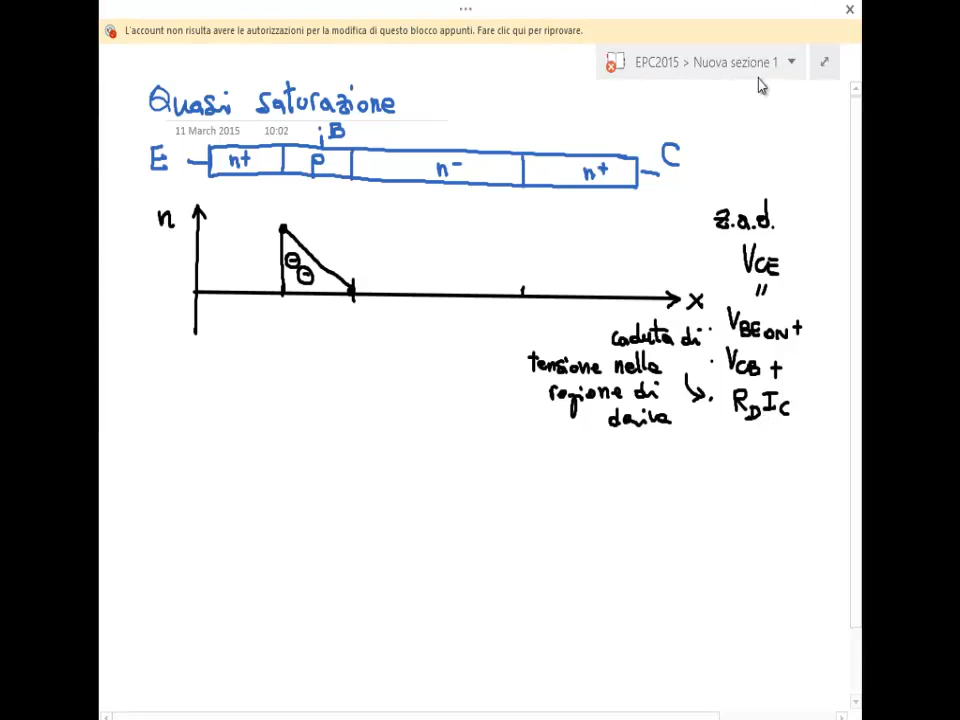 L'account non risulta avere le autorizzazioni per la modifica di questo blocco appunti. Fare clic qui per riprovare.
EPC2015 > Nuova sezione 1
Quasi saturazione
11 March 2015 10:02
B
E n+ p n- n+ C
n
x
z.a.d.
VCE
"
VBEON +
VCB +
RDIC
caduta di
tensione nella
regione di
deriva